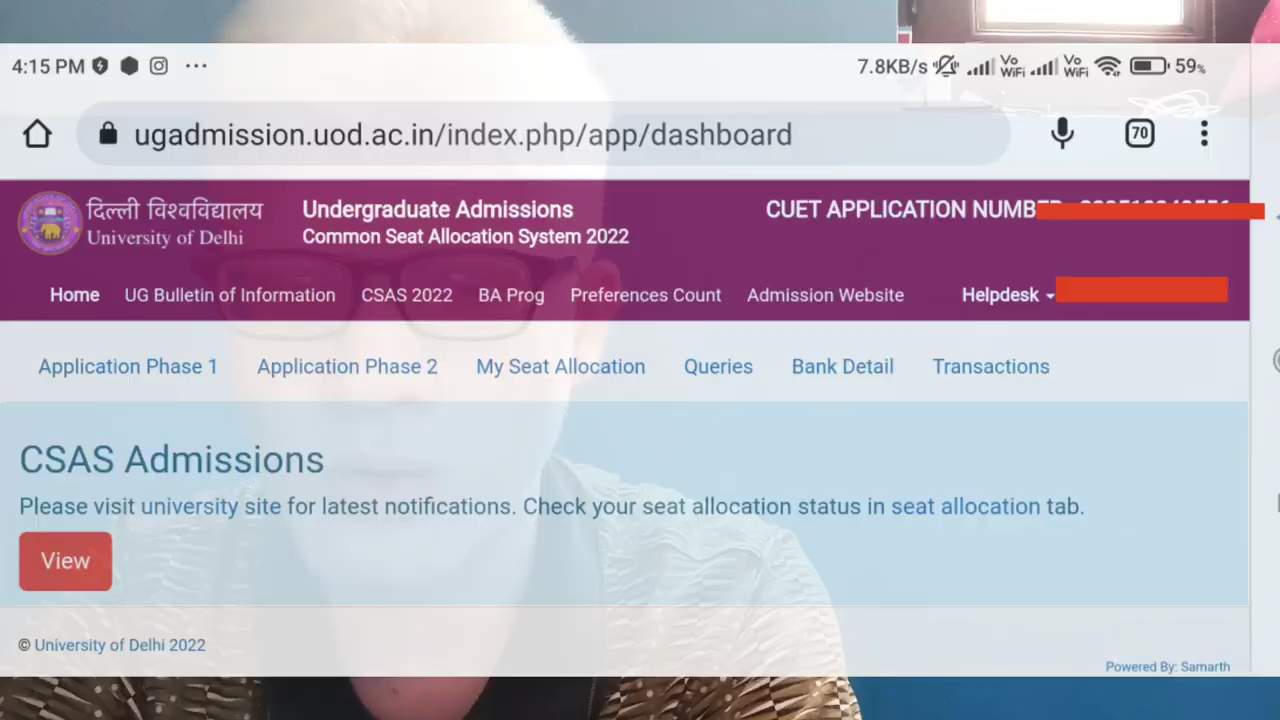 4:15 PM ··· 7.8KB/s Vo WiFi Vo WiFi 59%
ugadmission.uod.ac.in/index.php/app/dashboard 70
दिल्ली विश्वविद्यालय
University of Delhi
Undergraduate Admissions
Common Seat Allocation System 2022
CUET APPLICATION NUMBER
Home UG Bulletin of Information CSAS 2022 BA Prog Preferences Count Admission Website Helpdesk
Application Phase 1 Application Phase 2 My Seat Allocation Queries Bank Detail Transactions
CSAS Admissions
Please visit university site for latest notifications. Check your seat allocation status in seat allocation tab.
View
© University of Delhi 2022
Powered By: Samarth